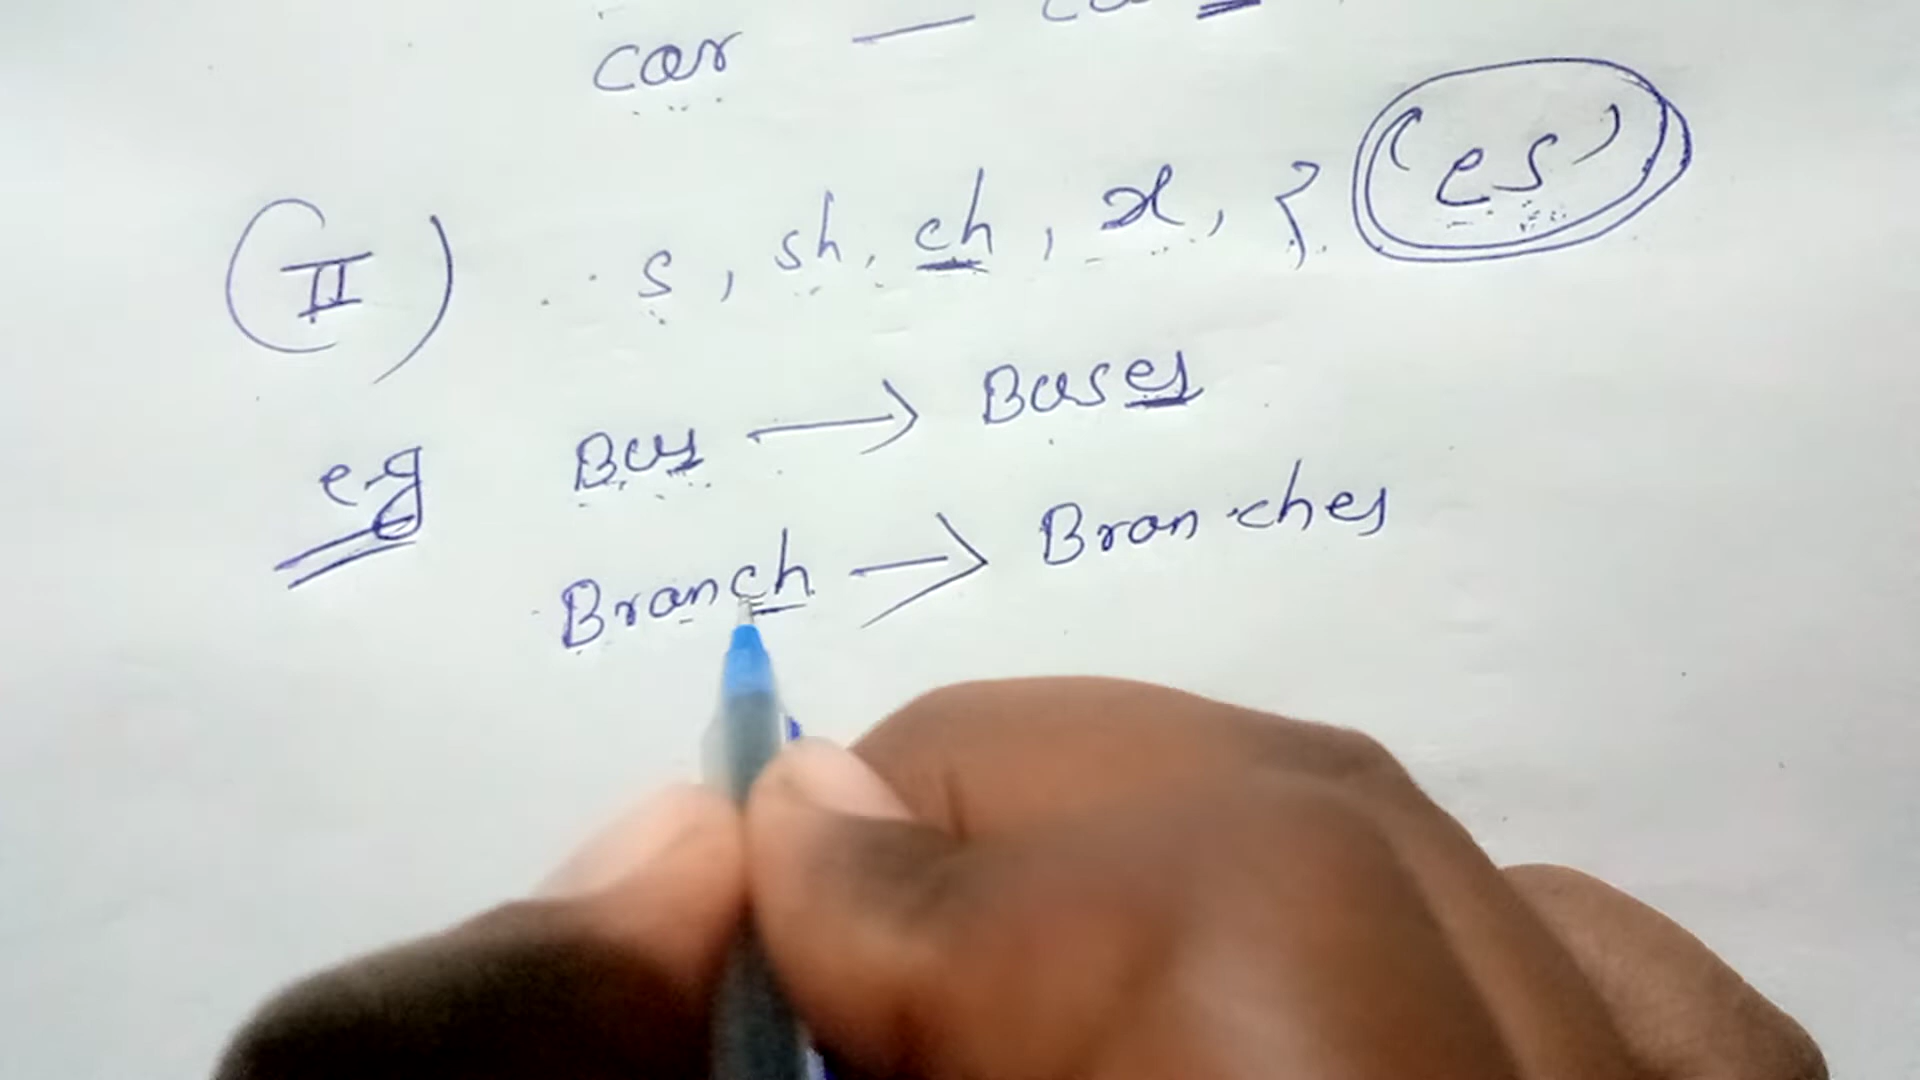 car —
(II) s, sh, ch, x, } 'es'
eg Bus → Buses
Branch → Branches